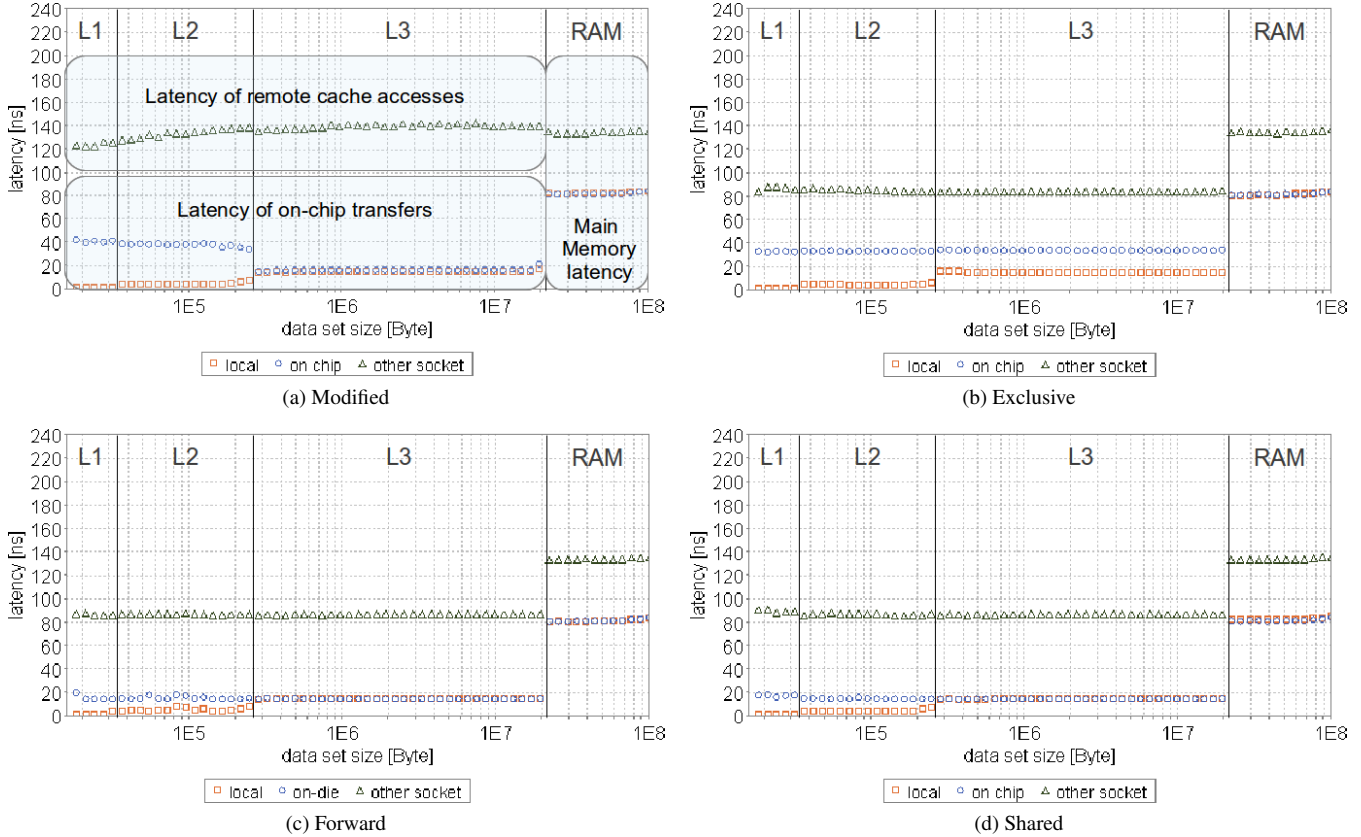 240
220
200
180
160
140
120
100
80
60
40
20
0
latency [ns]
L1
L2
L3
RAM
Latency of remote cache accesses
Latency of on-chip transfers
Main
Memory
latency
1E5
1E6
1E7
1E8
data set size [Byte]
local on chip other socket
(a) Modified
240
220
200
180
160
140
120
100
80
60
40
20
0
latency [ns]
L1
L2
L3
RAM
1E5
1E6
1E7
1E8
data set size [Byte]
local on chip other socket
(b) Exclusive
240
220
200
180
160
140
120
100
80
60
40
20
0
latency [ns]
L1
L2
L3
RAM
1E5
1E6
1E7
1E8
data set size [Byte]
local on-die other socket
(c) Forward
240
220
200
180
160
140
120
100
80
60
40
20
0
latency [ns]
L1
L2
L3
RAM
1E5
1E6
1E7
1E8
data set size [Byte]
local on chip other socket
(d) Shared